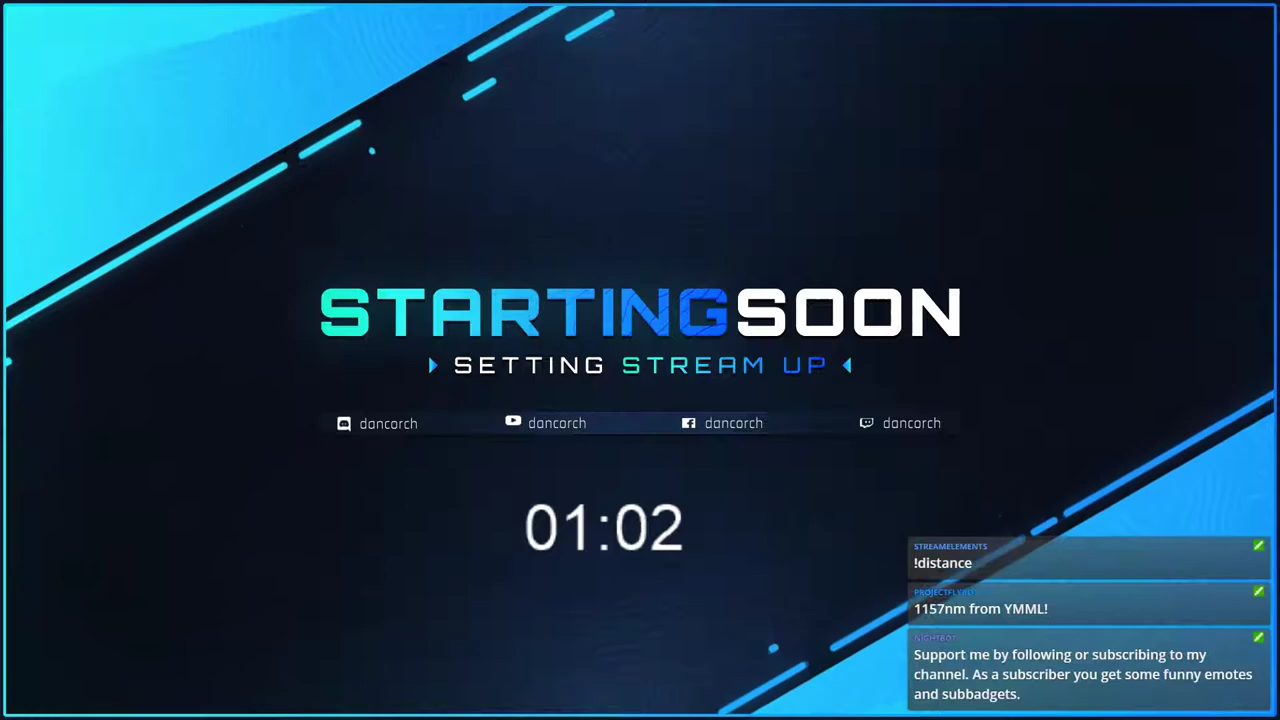 STARTINGSOON
SETTING STREAM UP
dancorch dancorch dancorch dancorch
01:02
STREAMELEMENTS
!distance
1157nm from YMML!
NIGHTBOT
Support me by following or subscribing to my
channel. As a subscriber you get some funny emotes
and subbadgets.